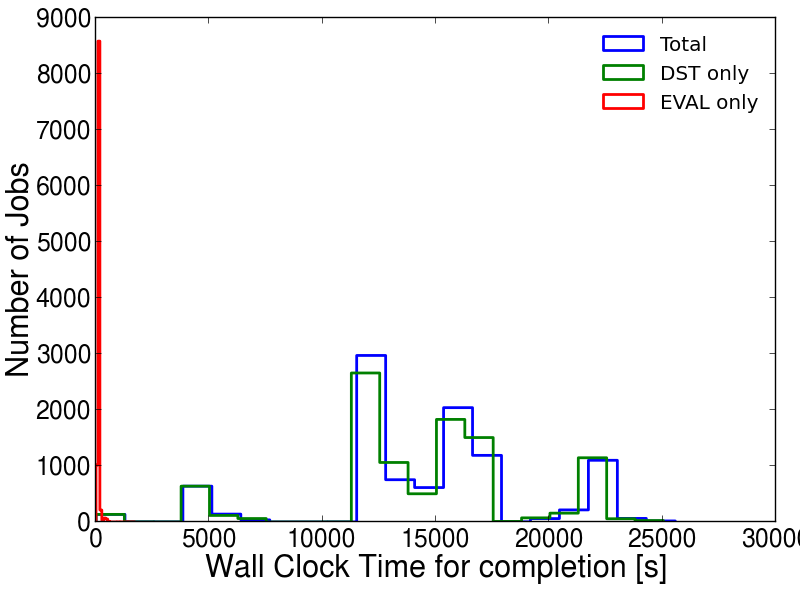 9000
8000
7000
6000
5000
4000
3000
2000
1000
0
Number of Jobs
Total
DST only
EVAL only
0 5000 10000 15000 20000 25000 30000
Wall Clock Time for completion [s]